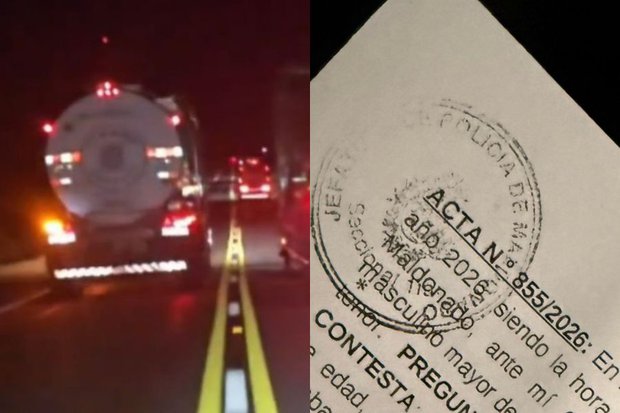 JEFATURA DE POLICIA DE MA
Seccional 10
ACTA N.º 855/2026: En
año 2026, siendo la hora
Maldonado, ante mí
* masculino mayor de
tenor: PREGUN
CONTESTA:
edad,